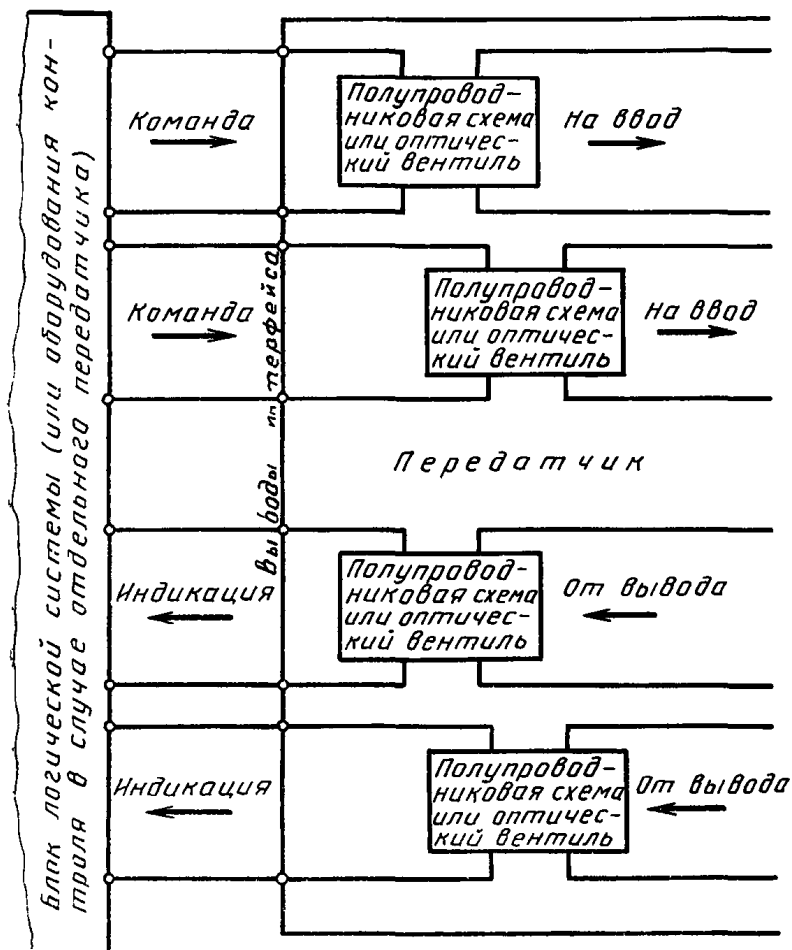 Блок логической системы (или оборудования кон-
троля в случае отдельного передатчика)
Команда
Полупровод-
никовая схема
или оптичес-
кий вентиль
На ввод
Команда
Полупровод-
никовая схема
или оптичес-
кий вентиль
На ввод
Выводы интерфейса
Передатчик
Индикация
Полупровод-
никовая схема
или оптичес-
кий вентиль
От вывода
Индикация
Полупровод-
никовая схема
или оптичес-
кий вентиль
От вывода